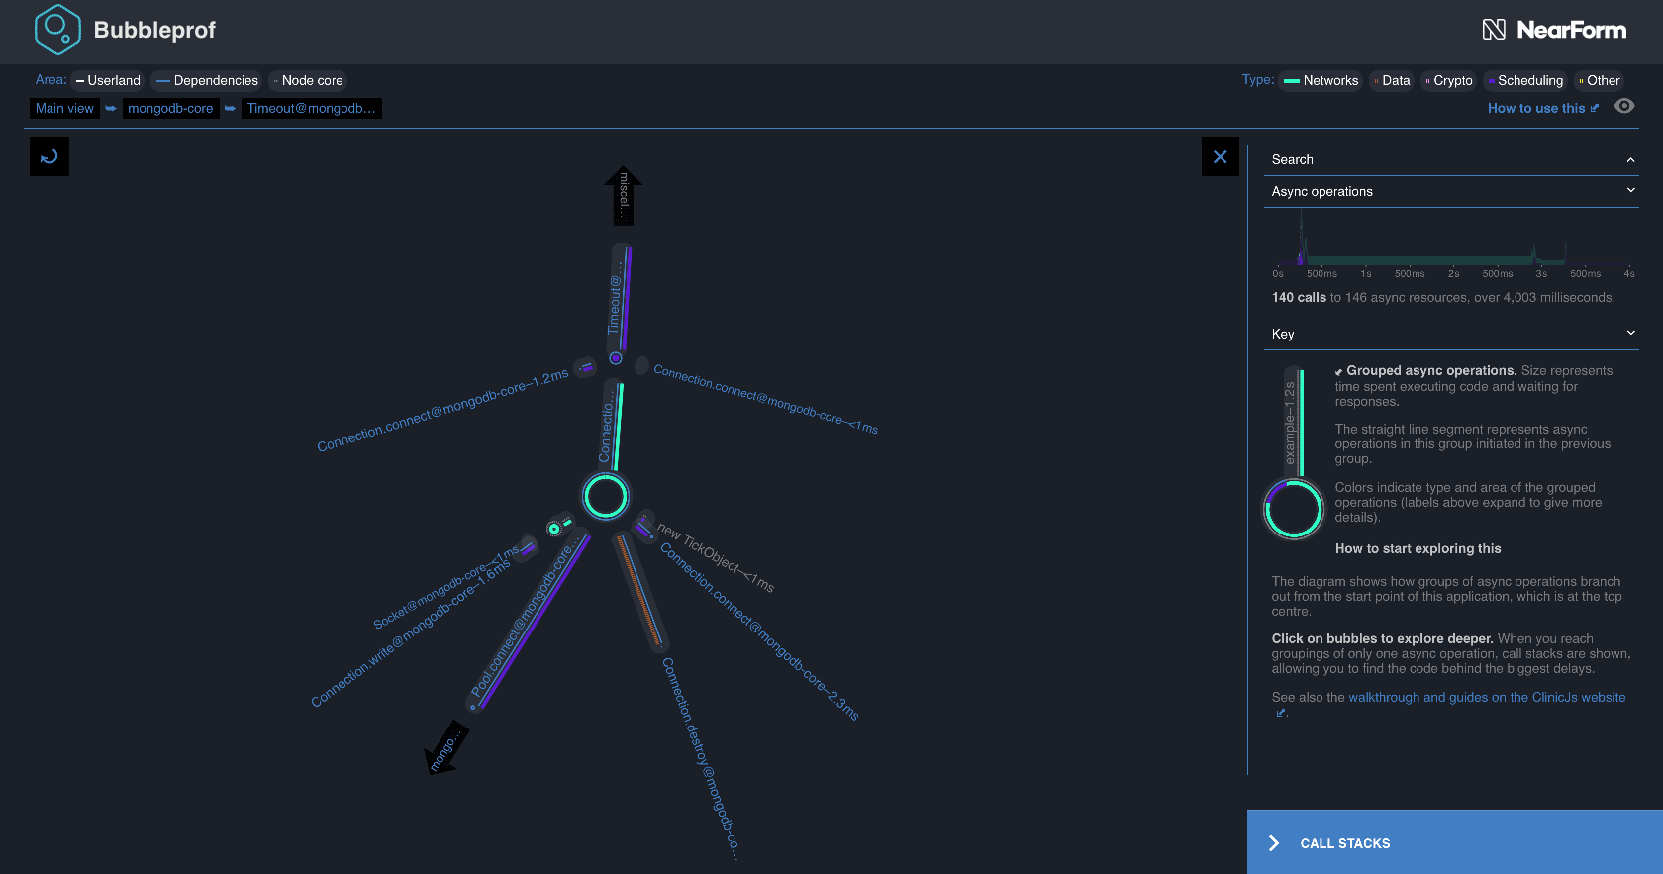 Bubbleprof
NearForm
Area: Userland Dependencies Node core
Type: Networks Data Crypto Scheduling Other
Main view mongodb-core Timeout@mongodb…
How to use this
miscel…
Timeout@…
Connection.connect@mongodb-core–1.2ms
Connection.connect@mongodb-core–<1ms
Connectio…
new TickObject–<1ms
Socket@mongodb-core–<1ms
Connection.write@mongodb-core–1.6ms
Pool.connect@mongodb-core…
Connection.connect@mongodb-core–2.3ms
Connection.destroy@mongodb-co…
mongo…
Search
Async operations
0s 500ms 1s 500ms 2s 500ms 3s 500ms 4s
140 calls to 146 async resources, over 4,003 milliseconds
Key
example–1.2s
Grouped async operations. Size represents
time spent executing code and waiting for
responses.
The straight line segment represents async
operations in this group initiated in the previous
group.
Colors indicate type and area of the grouped
operations (labels above expand to give more
details).
How to start exploring this
The diagram shows how groups of async operations branch
out from the start point of this application, which is at the top
centre.
Click on bubbles to explore deeper. When you reach
groupings of only one async operation, call stacks are shown,
allowing you to find the code behind the biggest delays.
See also the walkthrough and guides on the ClinicJs website
.
CALL STACKS